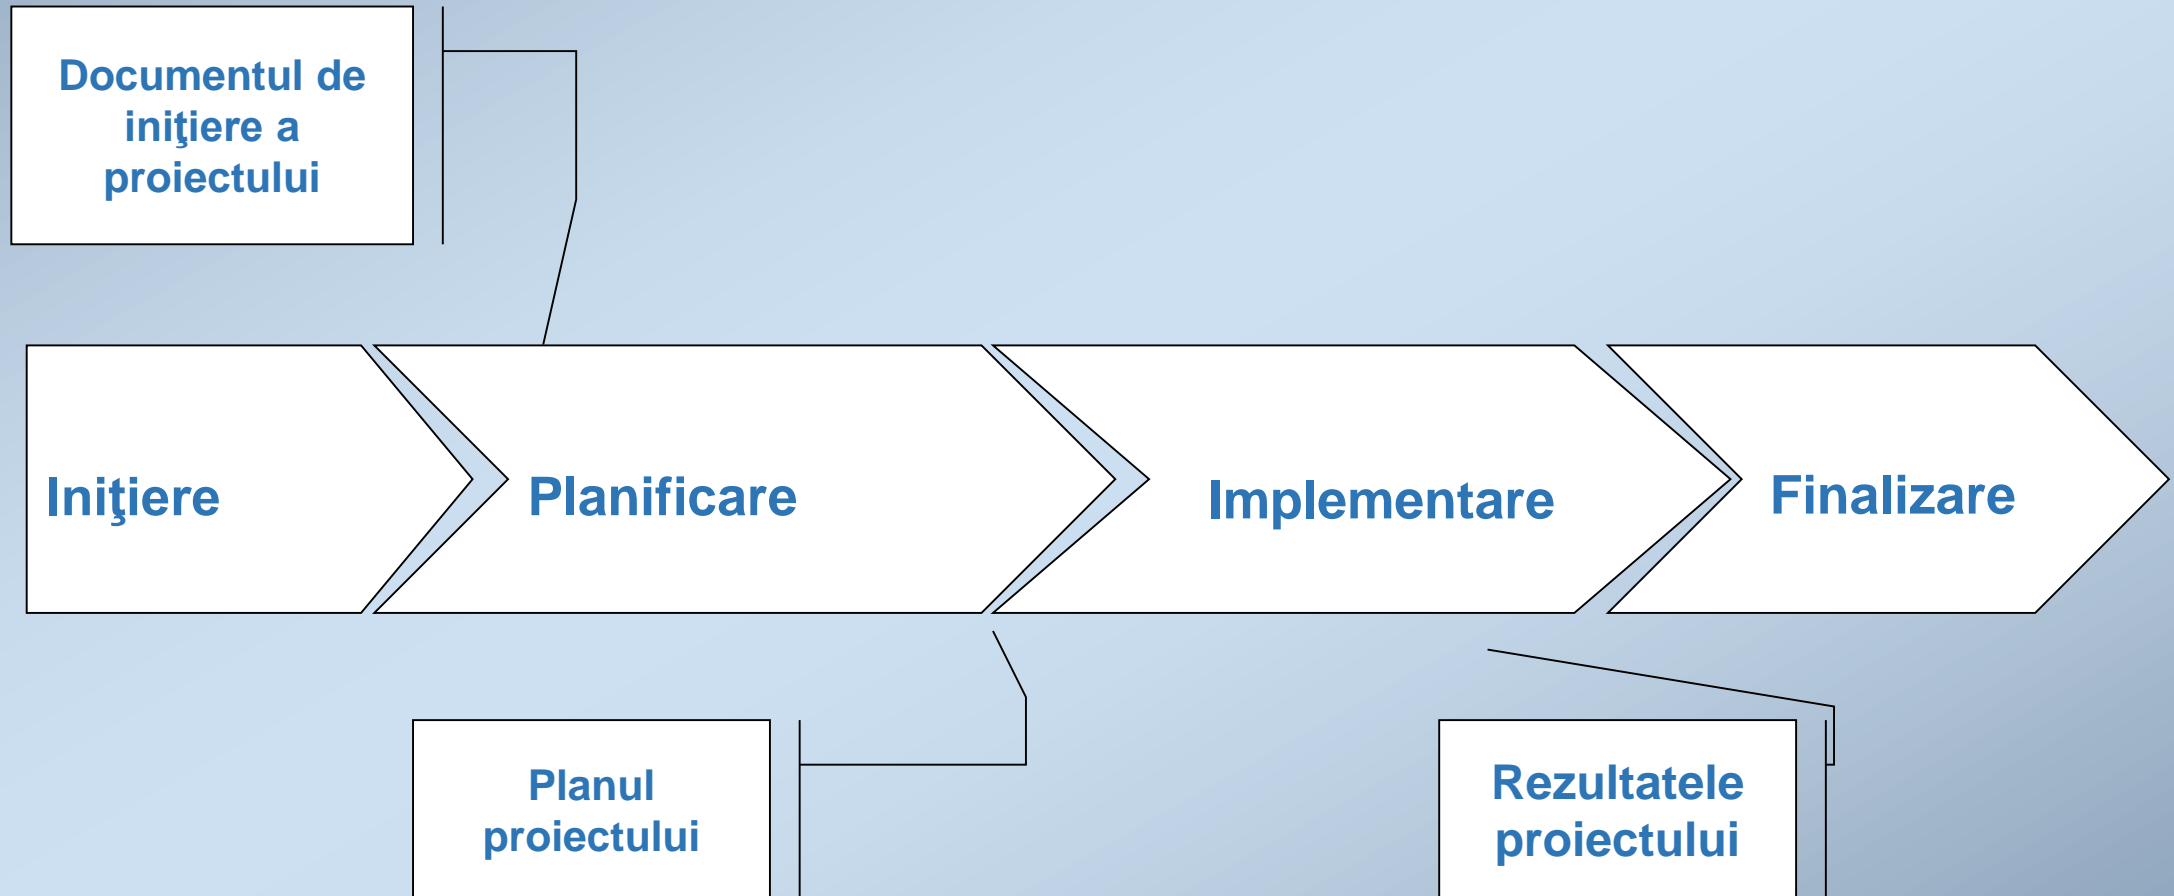 Documentul de
iniţiere a
proiectului
Iniţiere
Planificare
Implementare
Finalizare
Planul
proiectului
Rezultatele
proiectului